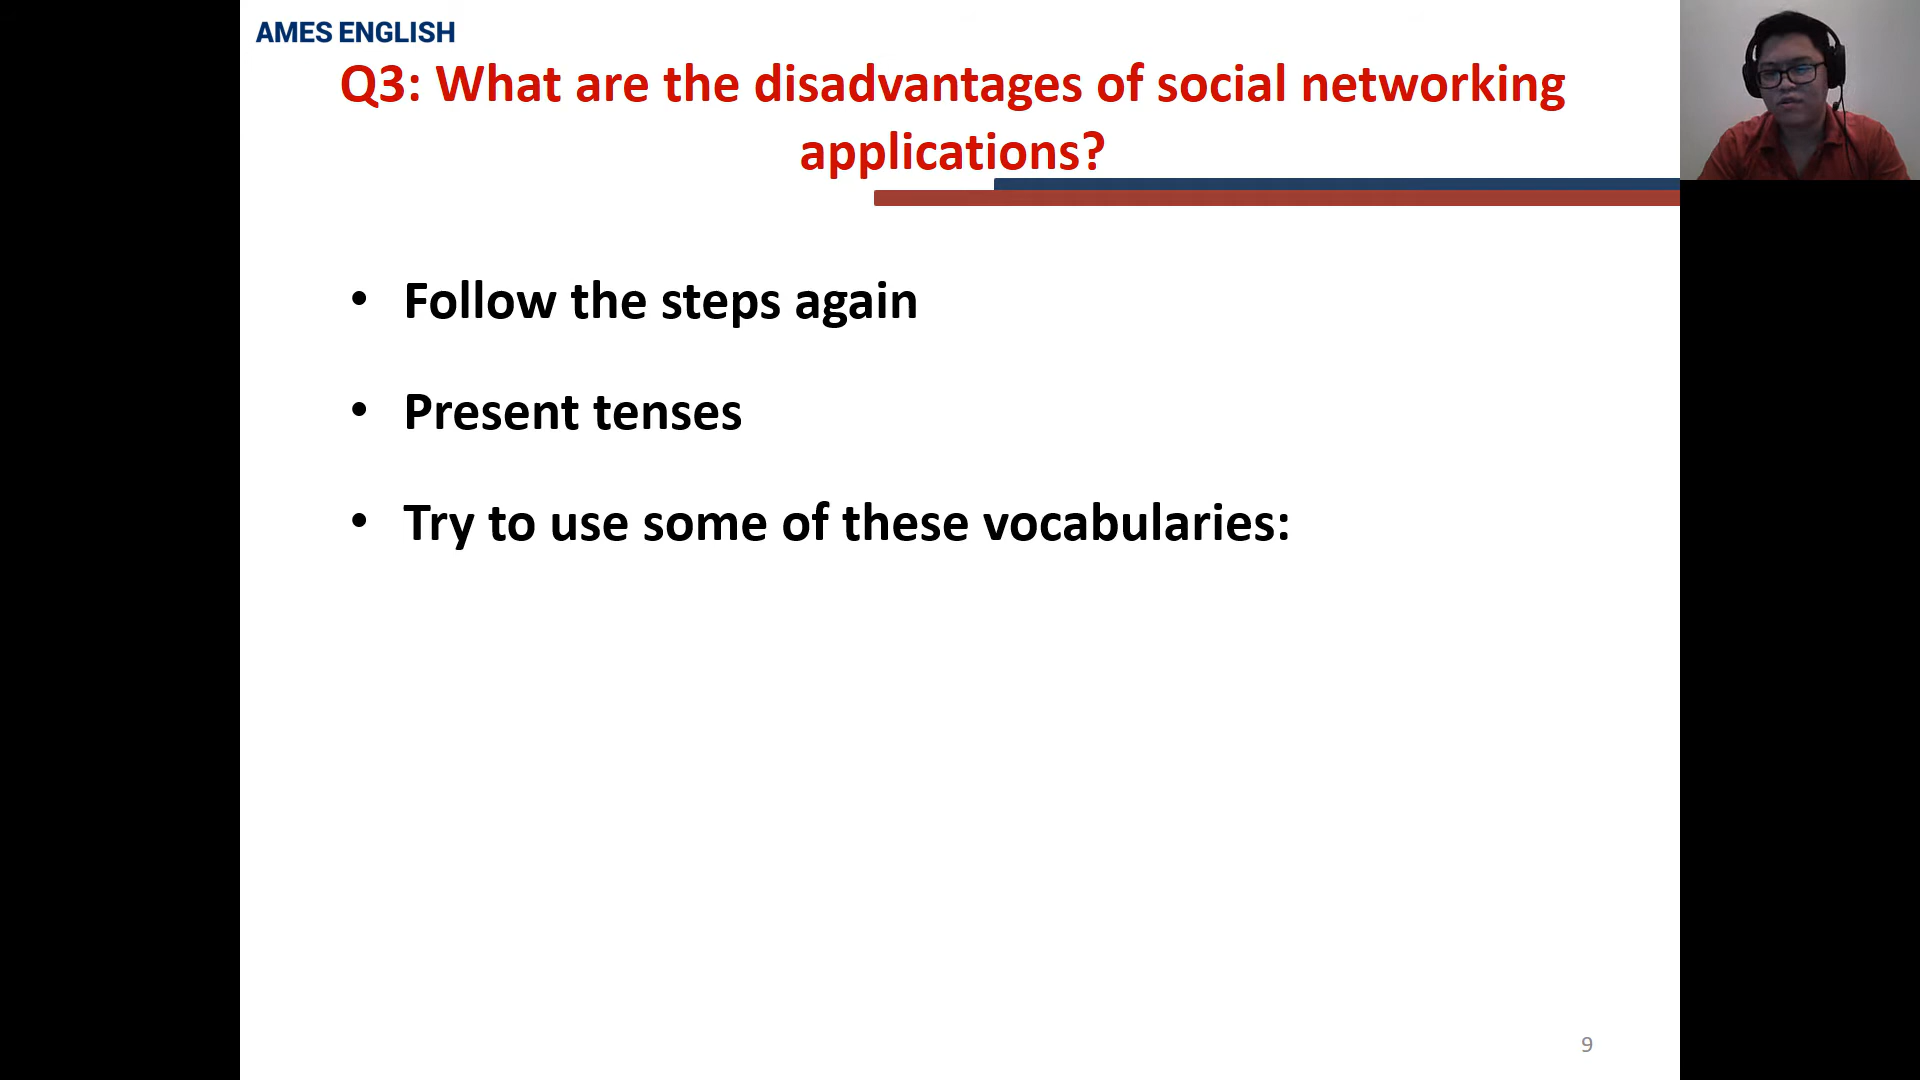 AMES ENGLISH
Q3: What are the disadvantages of social networking
applications?
• Follow the steps again
• Present tenses
• Try to use some of these vocabularies:
9